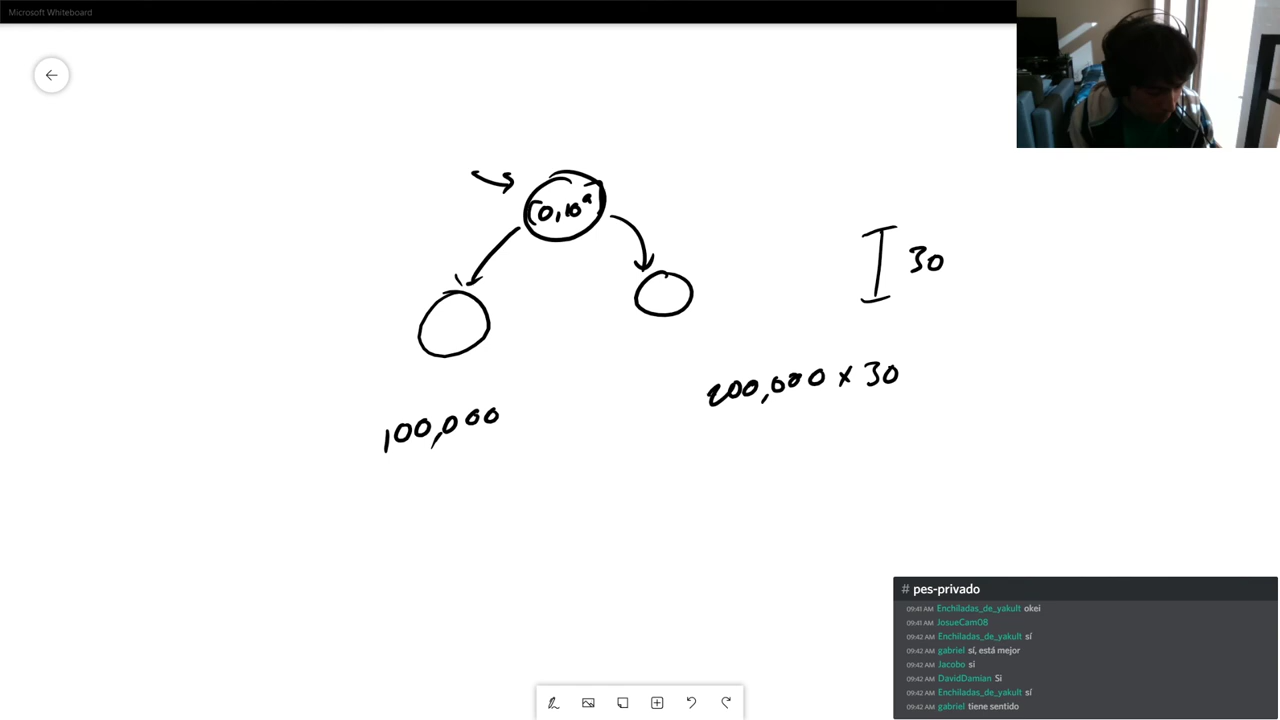 Microsoft Whiteboard
(0,10⁹
30
200,000 x 30
100,000
# pes-privado
09:41 AM Enchiladas_de_yakult okei
09:41 AM JosueCam08
09:42 AM Enchiladas_de_yakult sí
09:42 AM gabriel sí, está mejor
09:42 AM Jacobo si
09:42 AM DavidDamian Si
09:42 AM Enchiladas_de_yakult sí
09:42 AM gabriel tiene sentido